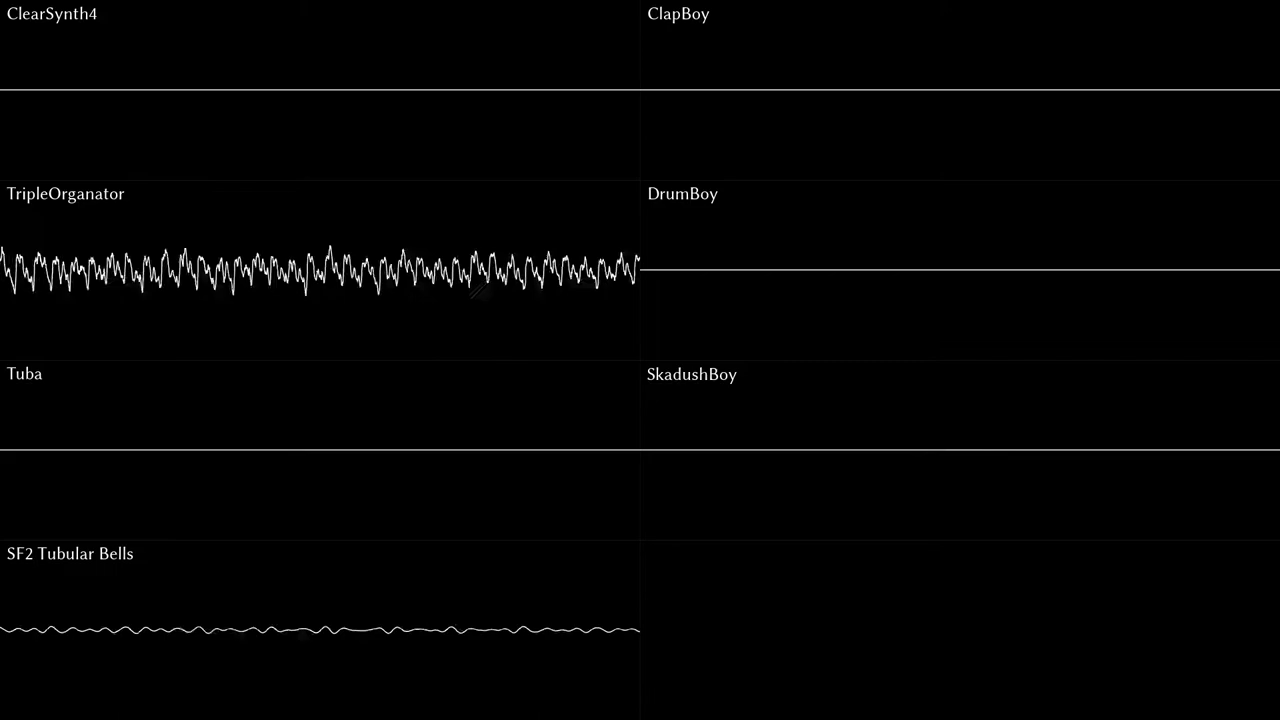 ClearSynth4
ClapBoy
TripleOrganator
DrumBoy
Tuba
SkadushBoy
SF2 Tubular Bells